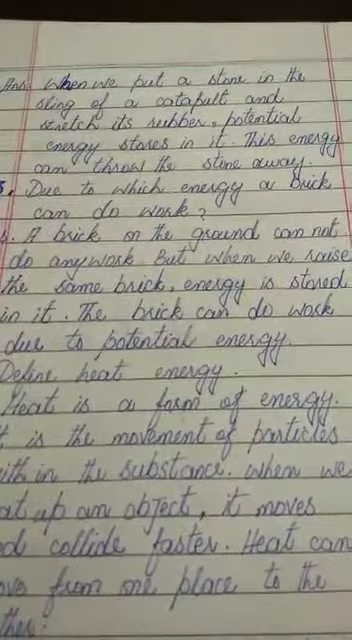 Ans. When we put a stone in the
sling of a catapult and
stretch its rubber, potential
energy stores in it. This energy
can throw the stone away.
3. Due to which energy a brick
can do work?
s. A brick on the ground can not
do any work. But when we raise
the same brick, energy is stored
in it. The brick can do work
due to potential energy.
Define heat energy.
Heat is a form of energy.
t is the movement of particles
ith in the substance. When we
at up an object, it moves
d collide faster. Heat can
ove from one place to the
ther.